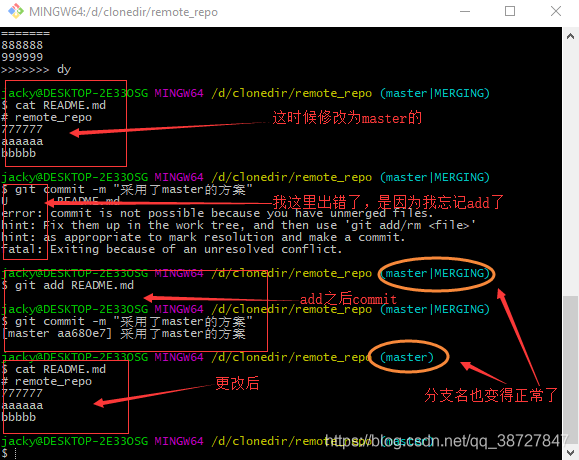 MINGW64:/d/clonedir/remote_repo
=======
888888
999999
>>>>>>> dy
jacky@DESKTOP-2E33OSG MINGW64 /d/clonedir/remote_repo (master|MERGING)
$ cat README.md
# remote_repo
777777
aaaaaa
bbbbb
这时候修改为master的
jacky@DESKTOP-2E33OSG MINGW64 /d/clonedir/remote_repo (master|MERGING)
$ git commit -m "采用了master的方案"
U README.md
我这里出错了，是因为我忘记add了
error: commit is not possible because you have unmerged files.
hint: Fix them up in the work tree, and then use 'git add/rm <file>'
hint: as appropriate to mark resolution and make a commit.
fatal: Exiting because of an unresolved conflict.
jacky@DESKTOP-2E33OSG MINGW64 /d/clonedir/remote_repo (master|MERGING)
$ git add README.md
add之后commit
jacky@DESKTOP-2E33OSG MINGW64 /d/clonedir/remote_repo (master|MERGING)
$ git commit -m "采用了master的方案"
[master aa680e7] 采用了master的方案
jacky@DESKTOP-2E33OSG MINGW64 /d/clonedir/remote_repo (master)
$ cat README.md
# remote_repo
777777
aaaaaa
bbbbb
更改后
分支名也变得正常了
jacky@DESKTOP-2E33OSG MINGW64 /d/clonedir/remote_repo (master)
$
https://blog.csdn.net/qq_38727847